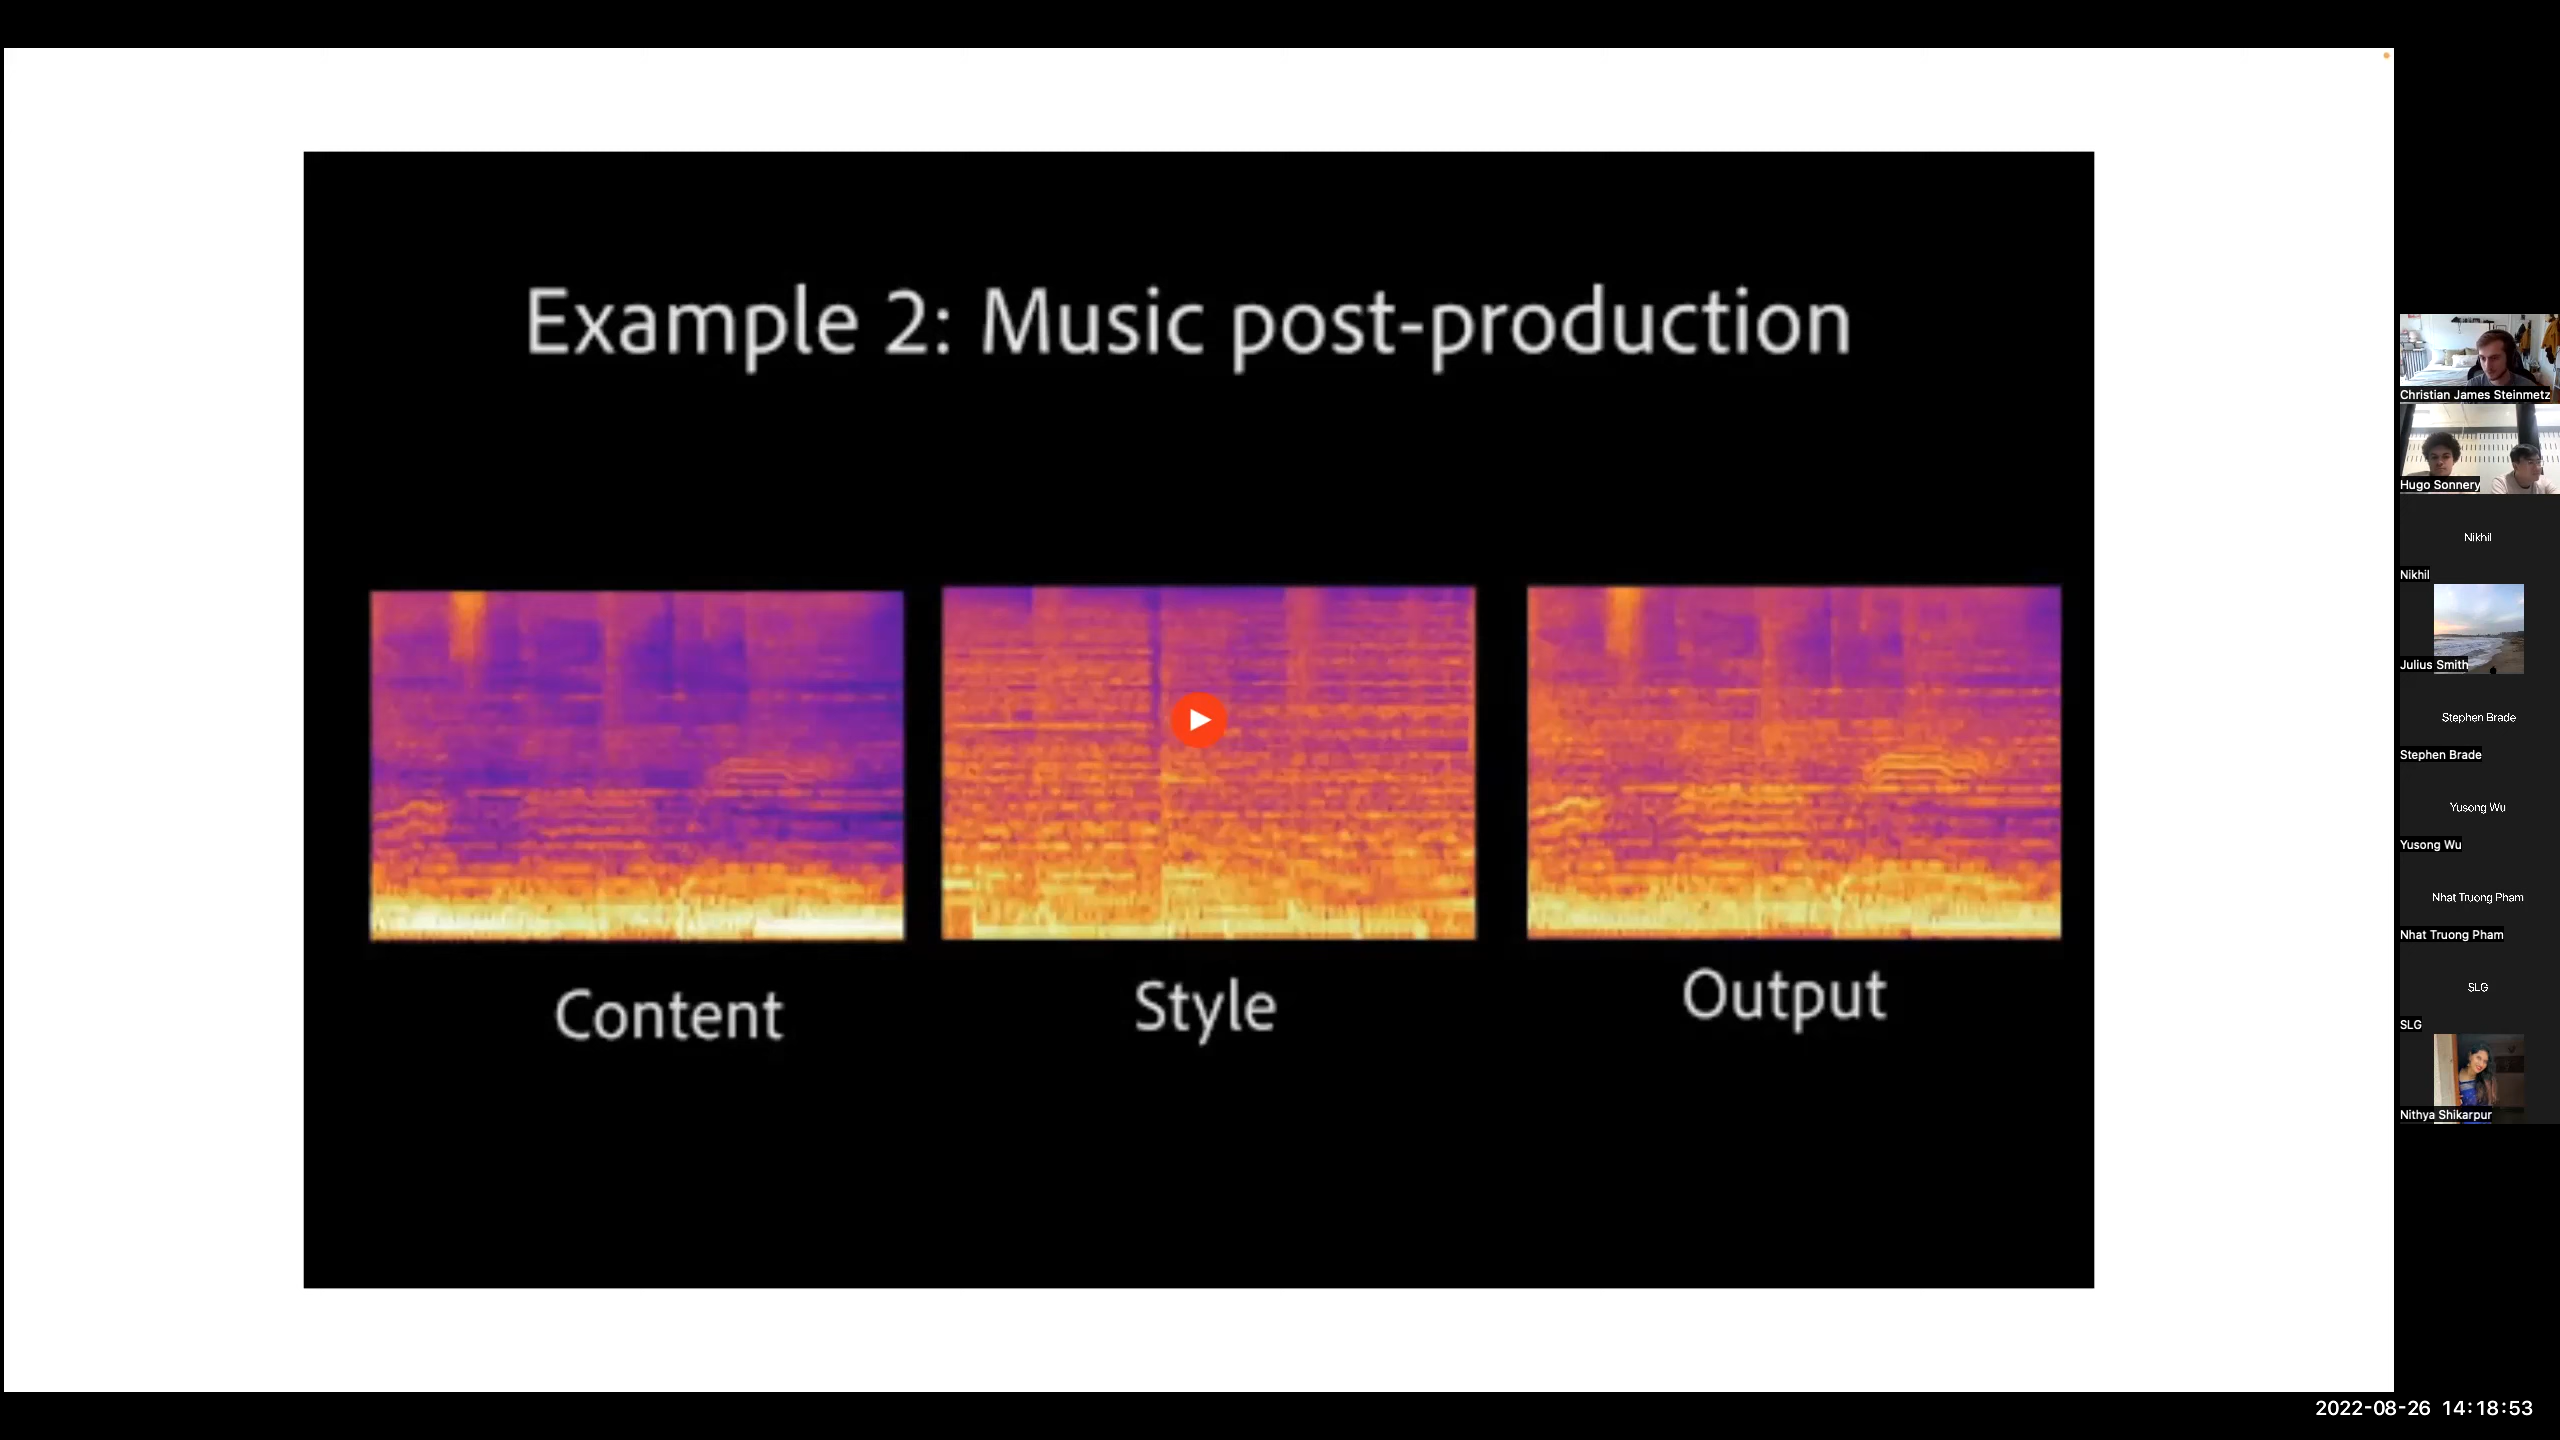 Example 2: Music post-production
Content
Style
Output
Christian James Steinmetz
Hugo Sonnery
Nikhil
Nikhil
Julius Smith
Stephen Brade
Stephen Brade
Yusong Wu
Yusong Wu
Nhat Truong Pham
Nhat Truong Pham
SLG
SLG
Nithya Shikarpur
2022-08-26 14:18:53